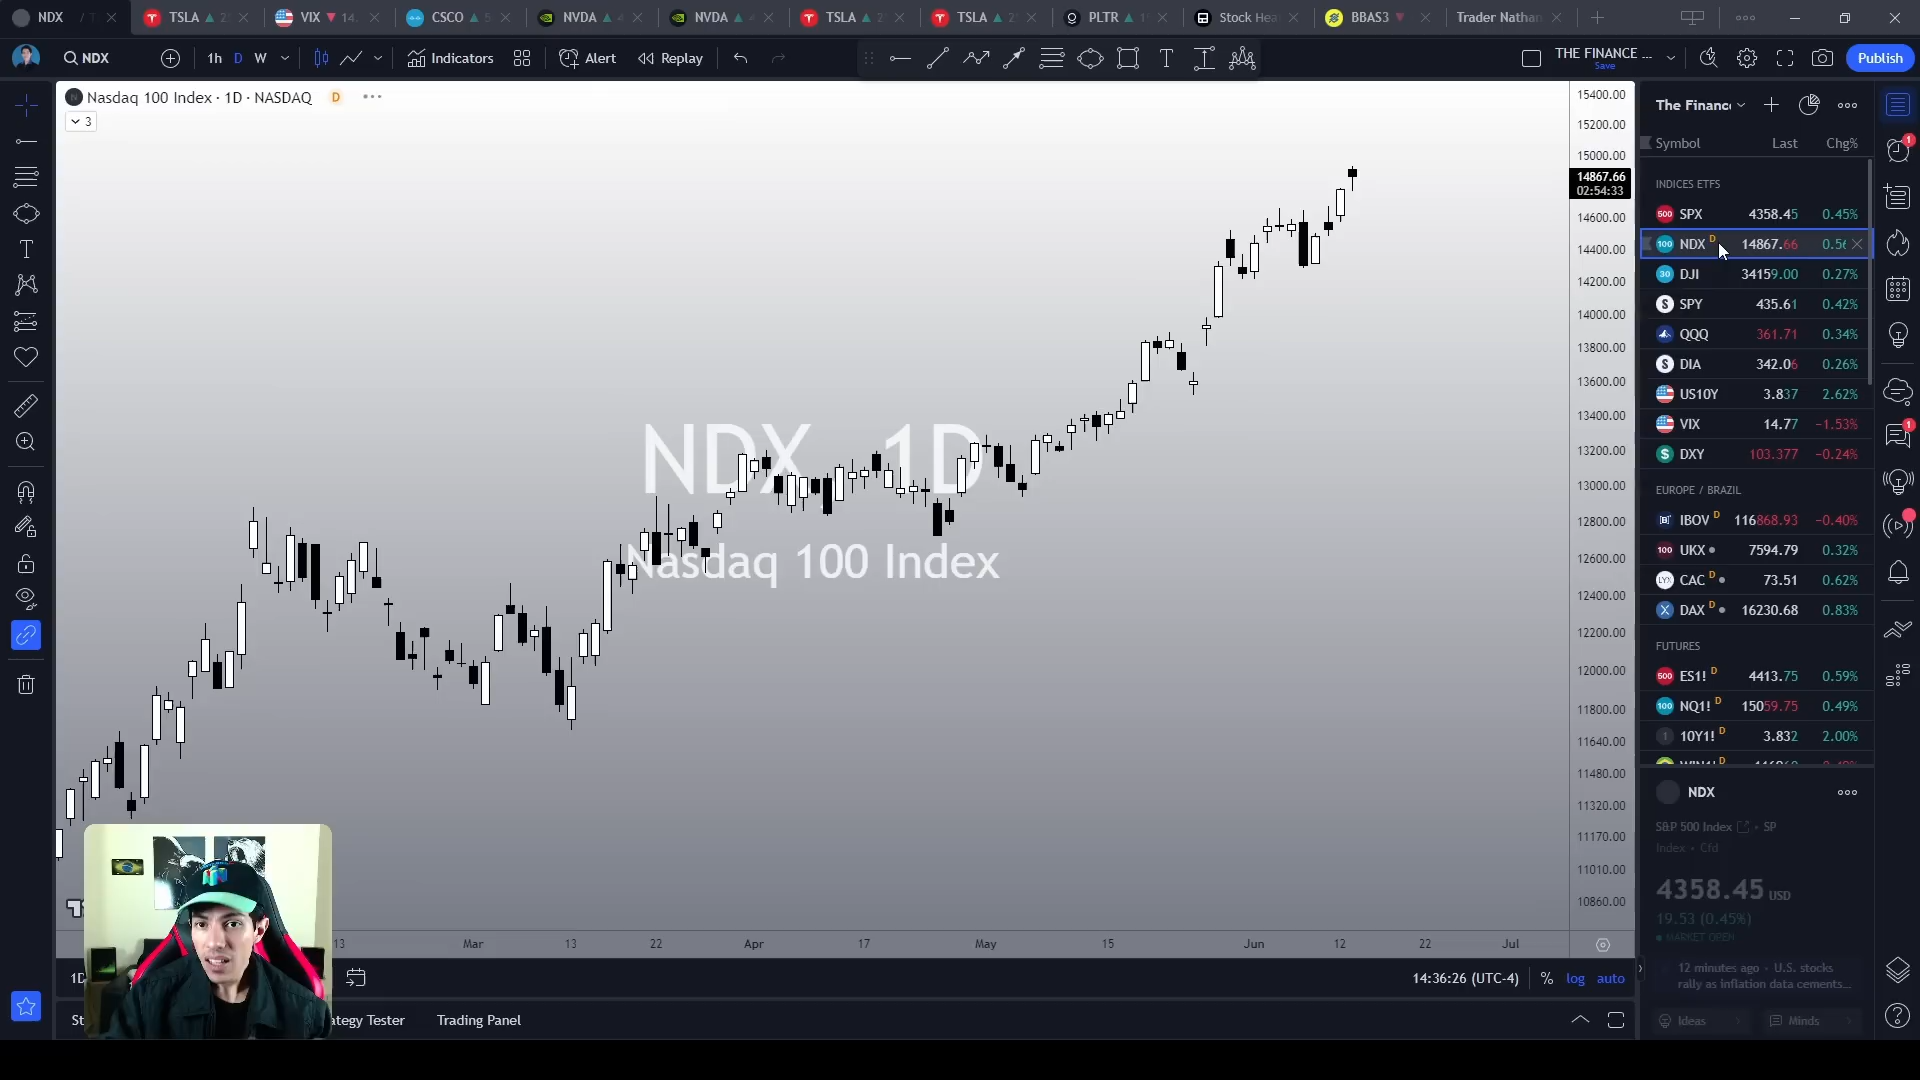 NDX
TSLA
VIX 14.
CSCO
NVDA
NVDA
TSLA
TSLA
PLTR
Stock Hea
BBAS3
Trader Nathan
NDX
1h D W
Indicators
Alert
Replay
THE FINANCE ...
Save
Publish
Nasdaq 100 Index · 1D · NASDAQ D
3
NDX, 1D
Nasdaq 100 Index
15400.00
15200.00
15000.00
14867.66
02:54:33
14600.00
14400.00
14200.00
14000.00
13800.00
13600.00
13400.00
13200.00
13000.00
12800.00
12600.00
12400.00
12200.00
12000.00
11800.00
11640.00
11480.00
11320.00
11170.00
11010.00
10860.00
13 Mar 13 22 Apr 17 May 15 Jun 12 22 Jul
14:36:26 (UTC-4) % log auto
ategy Tester
Trading Panel
The Financ
Symbol Last Chg%
INDICES ETFS
SPX 4358.45 0.45%
NDX D 14867.66 0.56
DJI 34159.00 0.27%
SPY 435.61 0.42%
QQQ 361.71 0.34%
DIA 342.06 0.26%
US10Y 3.837 2.62%
VIX 14.77 −1.53%
DXY 103.377 −0.24%
EUROPE / BRAZIL
IBOV D 116868.93 −0.40%
UKX 7594.79 0.32%
CAC D 73.51 0.62%
DAX D 16230.68 0.83%
FUTURES
ES1! D 4413.75 0.59%
NQ1! D 15059.75 0.49%
10Y1! D 3.832 2.00%
NDX
S&P 500 Index • SP
Index • Cfd
4358.45 USD
19.53 (0.45%)
MARKET OPEN
12 minutes ago • U.S. stocks
rally as inflation data cements...
Ideas
Minds